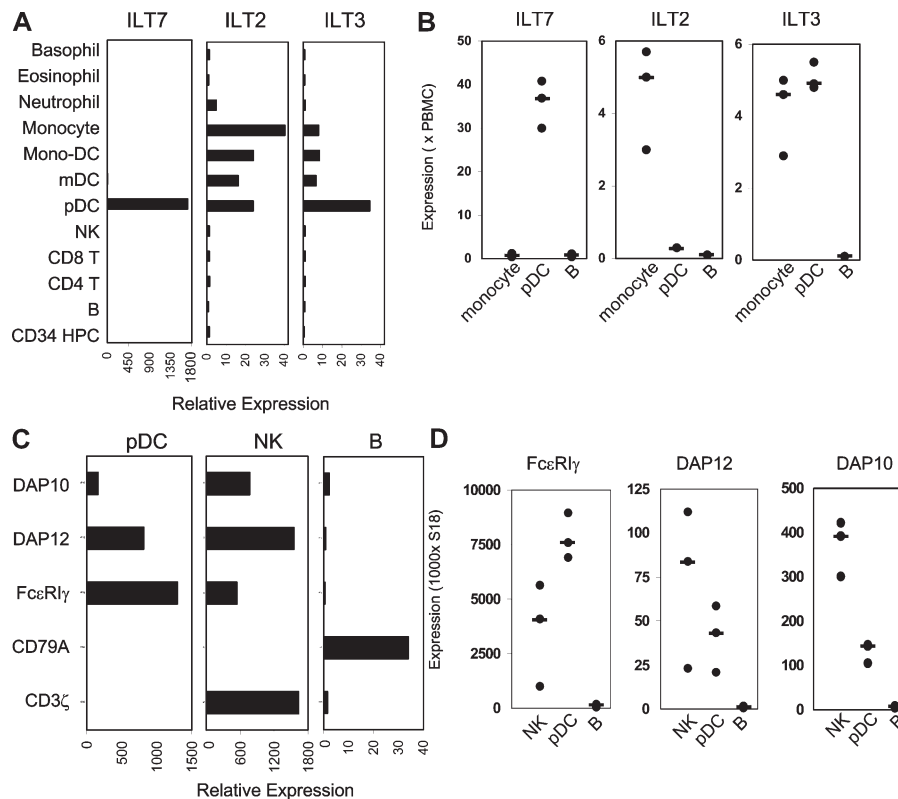 A
ILT7
ILT2
ILT3
Basophil
Eosinophil
Neutrophil
Monocyte
Mono-DC
mDC
pDC
NK
CD8 T
CD4 T
B
CD34 HPC
0
450
900
1350
1800
0
10
20
30
40
0
10
20
30
40
Relative Expression
B
ILT7
ILT2
ILT3
Expression ( x PBMC)
50
40
30
20
10
0
monocyte
pDC
B
6
4
2
0
monocyte
pDC
B
6
4
2
0
monocyte
pDC
B
C
pDC
NK
B
DAP10
DAP12
FcεRIγ
CD79A
CD3ζ
0
500
1000
1500
0
600
1200
1800
0
10
20
30
40
Relative Expression
D
FcεRIγ
DAP12
DAP10
Expression (1000x S18)
10000
7500
5000
2500
0
NK
pDC
B
125
100
75
50
25
0
NK
pDC
B
500
400
300
200
100
0
NK
pDC
B